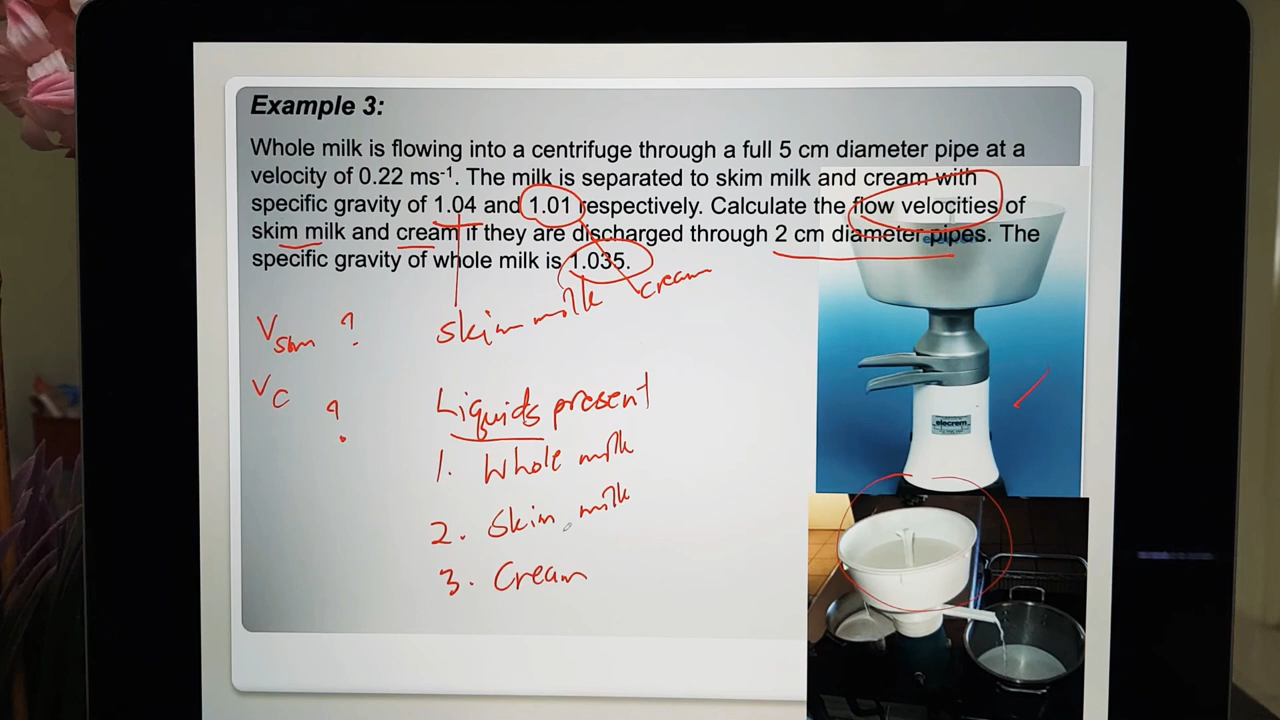 Example 3:
Whole milk is flowing into a centrifuge through a full 5 cm diameter pipe at a
velocity of 0.22 ms-1. The milk is separated to skim milk and cream with
specific gravity of 1.04 and 1.01 respectively. Calculate the flow velocities of
skim milk and cream if they are discharged through 2 cm diameter pipes. The
specific gravity of whole milk is 1.035.
cream
skim milk
Vskm ?
Vc ?
Liquids present
1. Whole milk
2. Skim milk
3. Cream
elecrem
elecrem